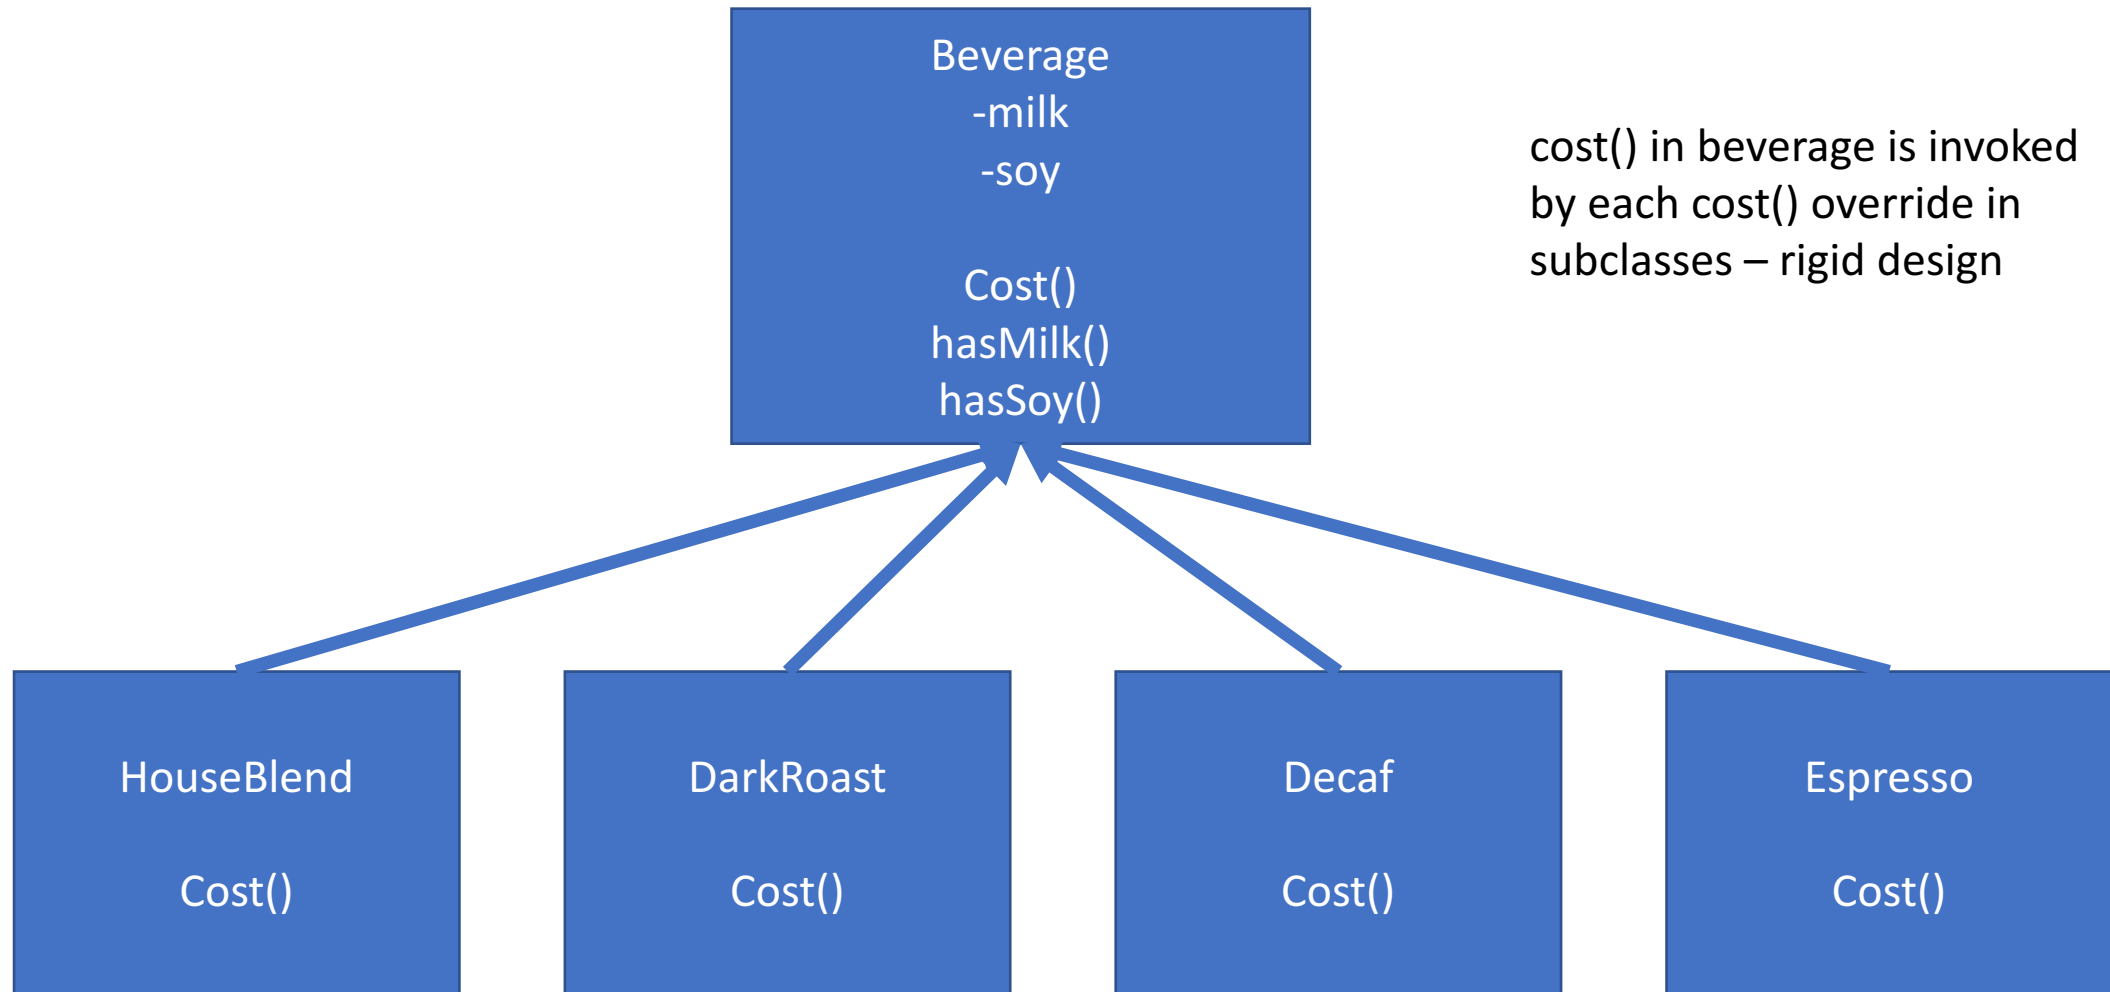 Beverage
-milk
-soy
Cost()
hasMilk()
hasSoy()
cost() in beverage is invoked
by each cost() override in
subclasses – rigid design
HouseBlend
Cost()
DarkRoast
Cost()
Decaf
Cost()
Espresso
Cost()